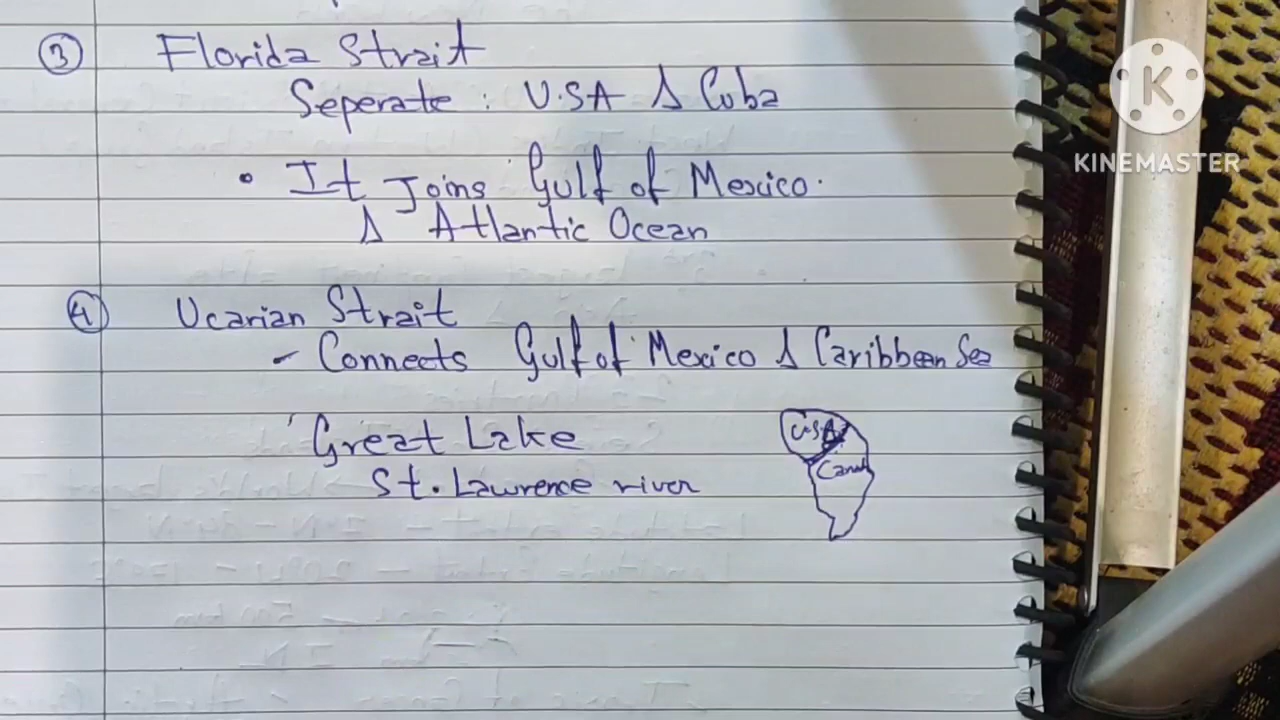 ③ Florida Strait
Seperate : U.S.A & Cuba
• It Joins Gulf of Mexico.
& Atlantic Ocean
④ Ucarian Strait
- Connects Gulf of Mexico & Caribbean Sea
Great Lake
St. Lawrence river
USA
Canal
K
KINEMASTER